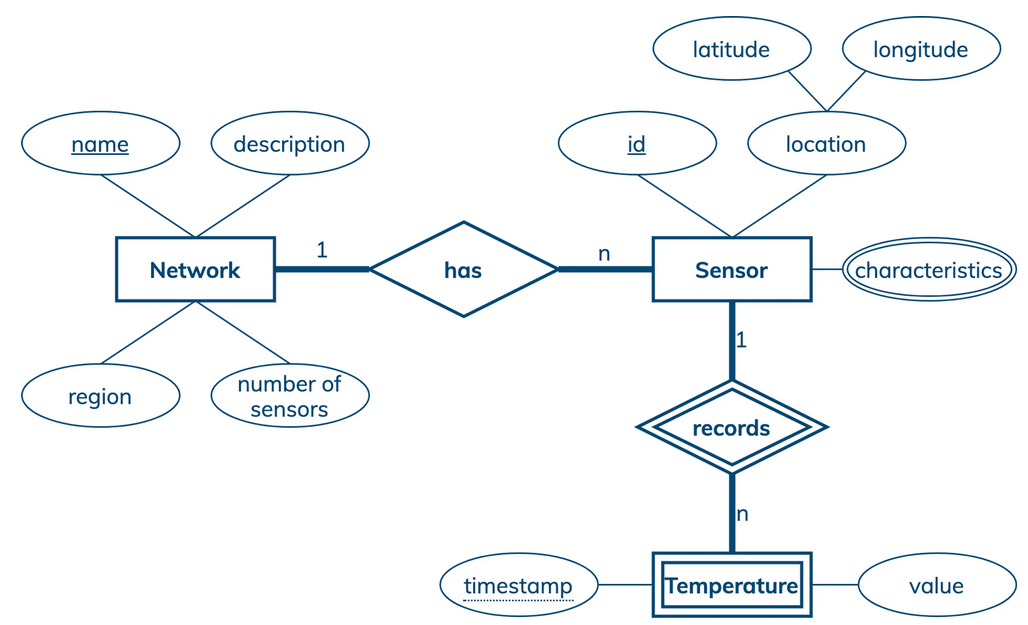 latitude
longitude
name
description
id
location
Network
1
has
n
Sensor
characteristics
1
region
number of
sensors
records
n
timestamp
Temperature
value